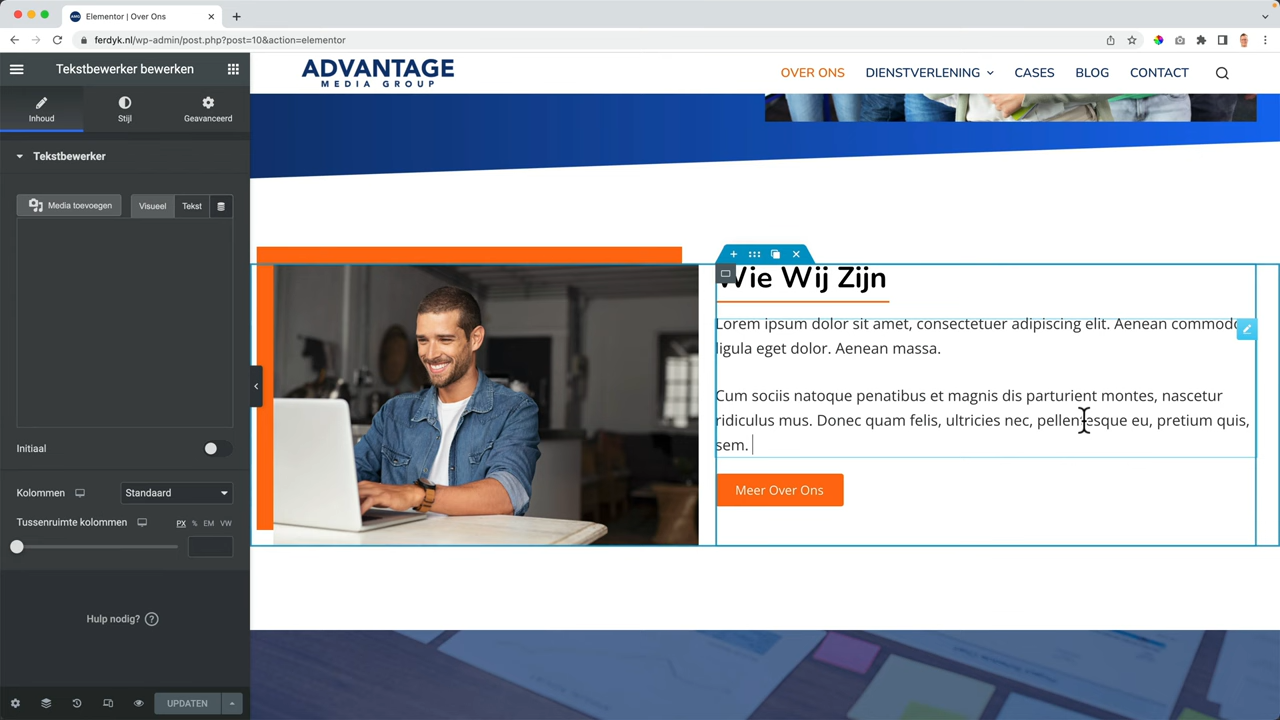 Elementor | Over Ons
ferdyk.nl/wp-admin/post.php?post=10&action=elementor
Tekstbewerker bewerken
Inhoud
Stijl
Geavanceerd
Tekstbewerker
Media toevoegen
Visueel
Tekst
Initiaal
Kolommen
Standaard
Tussenruimte kolommen
PX % EM VW
Hulp nodig? ?
UPDATEN
ADVANTAGE
MEDIA GROUP
OVER ONS DIENSTVERLENING CASES BLOG CONTACT
Wie Wij Zijn
Lorem ipsum dolor sit amet, consectetuer adipiscing elit. Aenean commodo
ligula eget dolor. Aenean massa.
Cum sociis natoque penatibus et magnis dis parturient montes, nascetur
ridiculus mus. Donec quam felis, ultricies nec, pellentesque eu, pretium quis,
sem.
Meer Over Ons